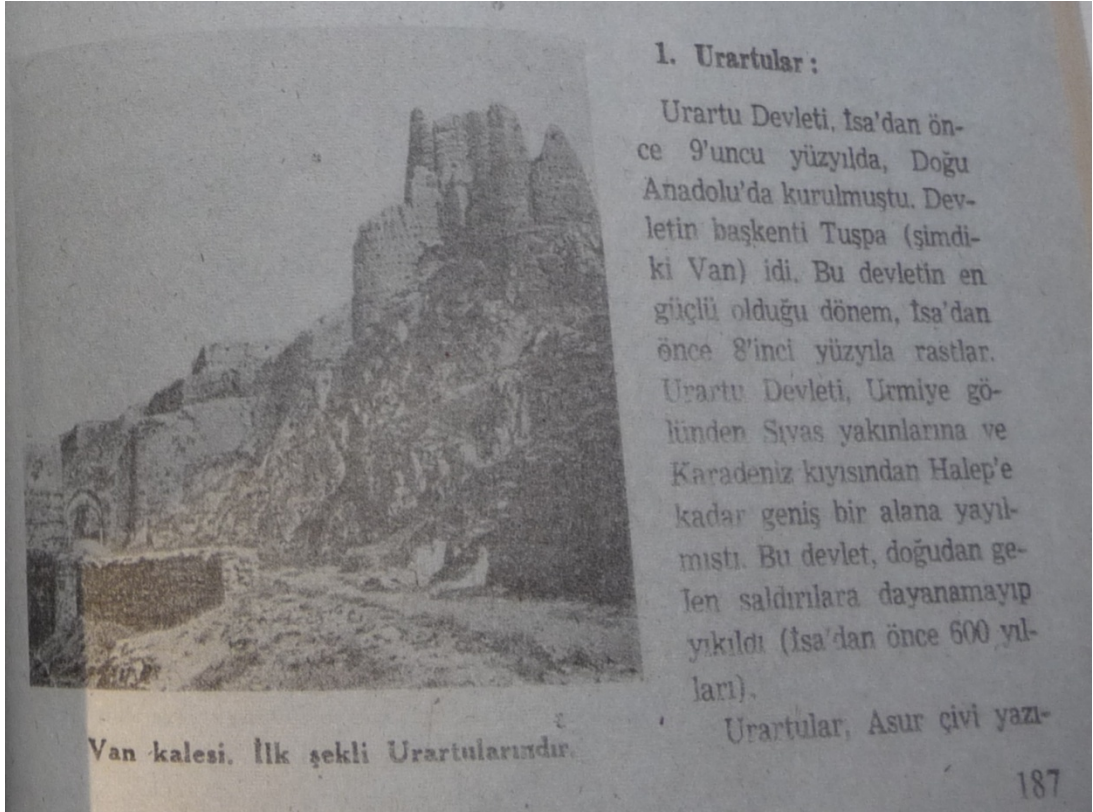 1. Urartular :
Urartu Devleti, İsa'dan ön-
ce 9'uncu yüzyılda, Doğu
Anadolu'da kurulmuştu. Dev-
letin başkenti Tuşpa (şimdi-
ki Van) idi. Bu devletin en
güçlü olduğu dönem, İsa'dan
önce 8'inci yüzyıla rastlar.
Urartu Devleti, Urmiye gö-
lünden Sıvas yakınlarına ve
Karadeniz kıyısından Halep'e
kadar geniş bir alana yayıl-
mıştı. Bu devlet, doğudan ge-
len saldırılara dayanamayıp
yıkıldı (İsa'dan önce 600 yıl-
ları).
Urartular, Asur çivi yazı-
Van kalesi. İlk şekli Urartularındır.
187